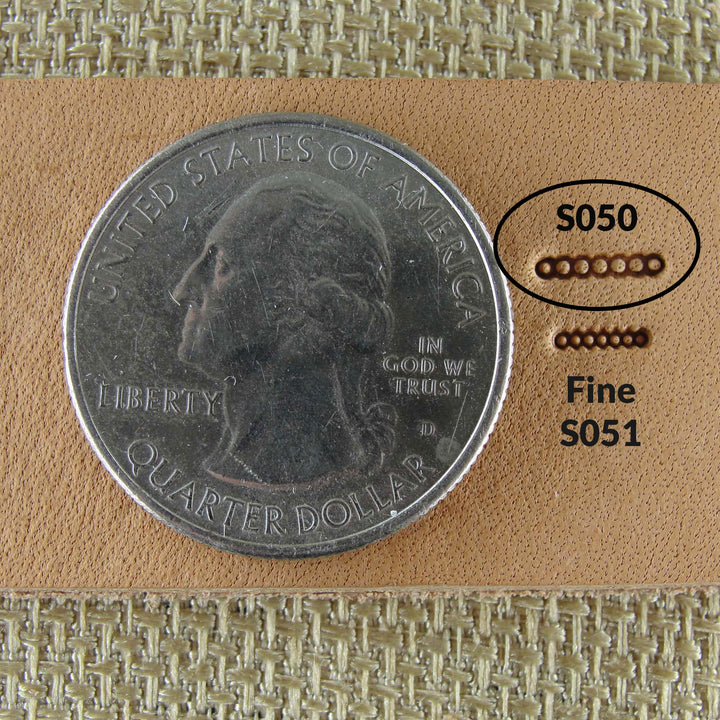 UNITED STATES OF AMERICA
LIBERTY
IN
GOD WE
TRUST
D
QUARTER DOLLAR
S050
Fine
S051